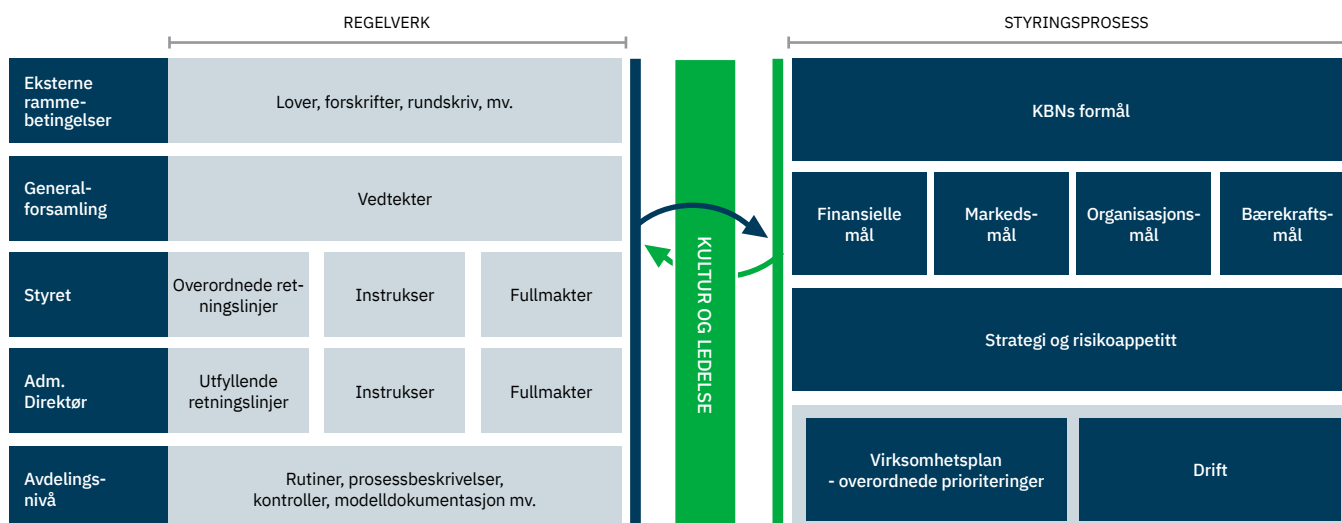 REGELVERK
STYRINGSPROSESS
Eksterne
ramme-
betingelser
Lover, forskrifter, rundskriv, mv.
General-
forsamling
Vedtekter
Styret
Overordnede ret-
ningslinjer
Instrukser
Fullmakter
Adm.
Direktør
Utfyllende
retningslinjer
Instrukser
Fullmakter
Avdelings-
nivå
Rutiner, prosessbeskrivelser,
kontroller, modelldokumentasjon mv.
KULTUR OG LEDELSE
KBNs formål
Finansielle
mål
Markeds-
mål
Organisasjons-
mål
Bærekrafts-
mål
Strategi og risikoappetitt
Virksomhetsplan
- overordnede prioriteringer
Drift